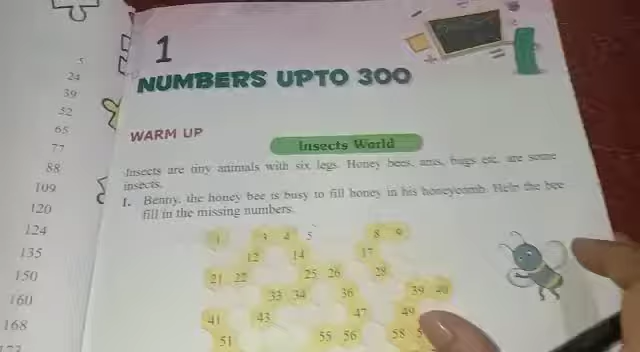 5
24
39
52
65
77
88
109
120
124
135
150
160
168
177
1
NUMBERS UPTO 300
WARM UP
Insects World
Insects are tiny animals with six legs. Honey bees, ants, bugs etc. are some
insects.
1. Benny, the honey bee is busy to fill honey in his honeycomb. Help the bee
fill in the missing numbers.
1 3 4 5 8 9
12 14 17
21 22 25 26 28
33 34 36 39 40
41 43 47 49
51 55 56 58